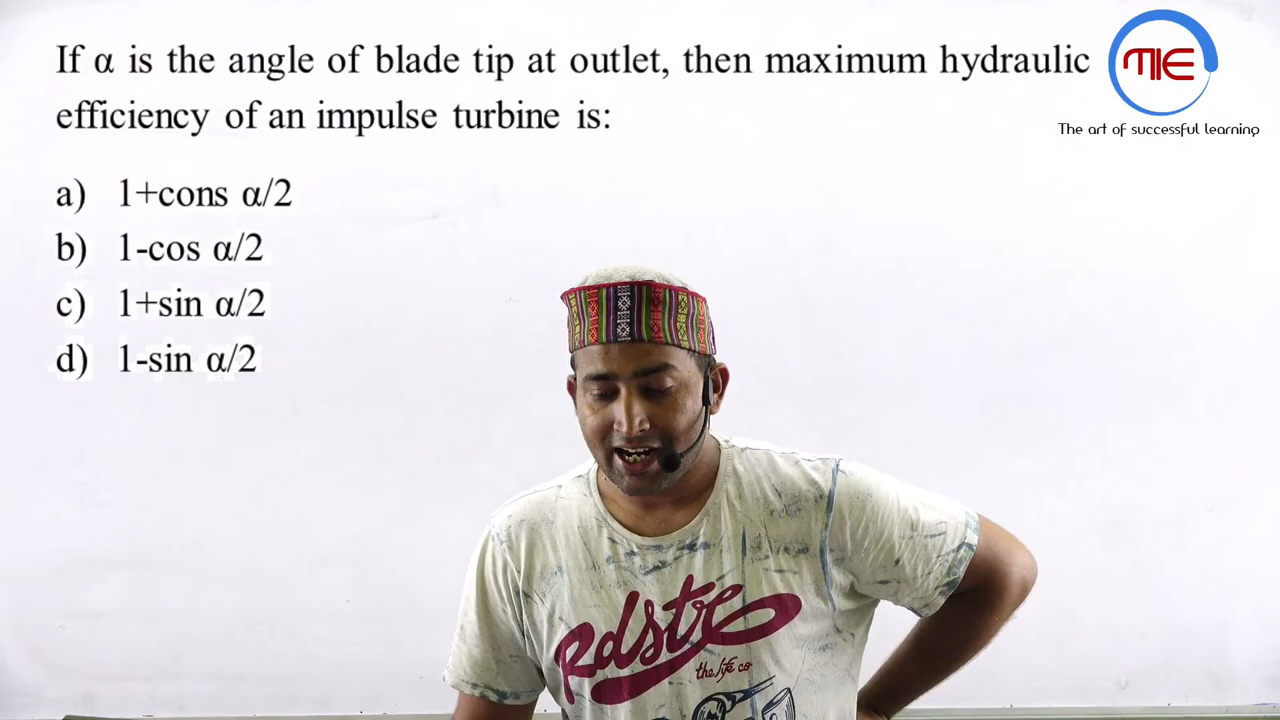 If α is the angle of blade tip at outlet, then maximum hydraulic
efficiency of an impulse turbine is:
a) 1+cons α/2
b) 1-cos α/2
c) 1+sin α/2
d) 1-sin α/2
MIE
The art of successful learning
Rdstr
the life co